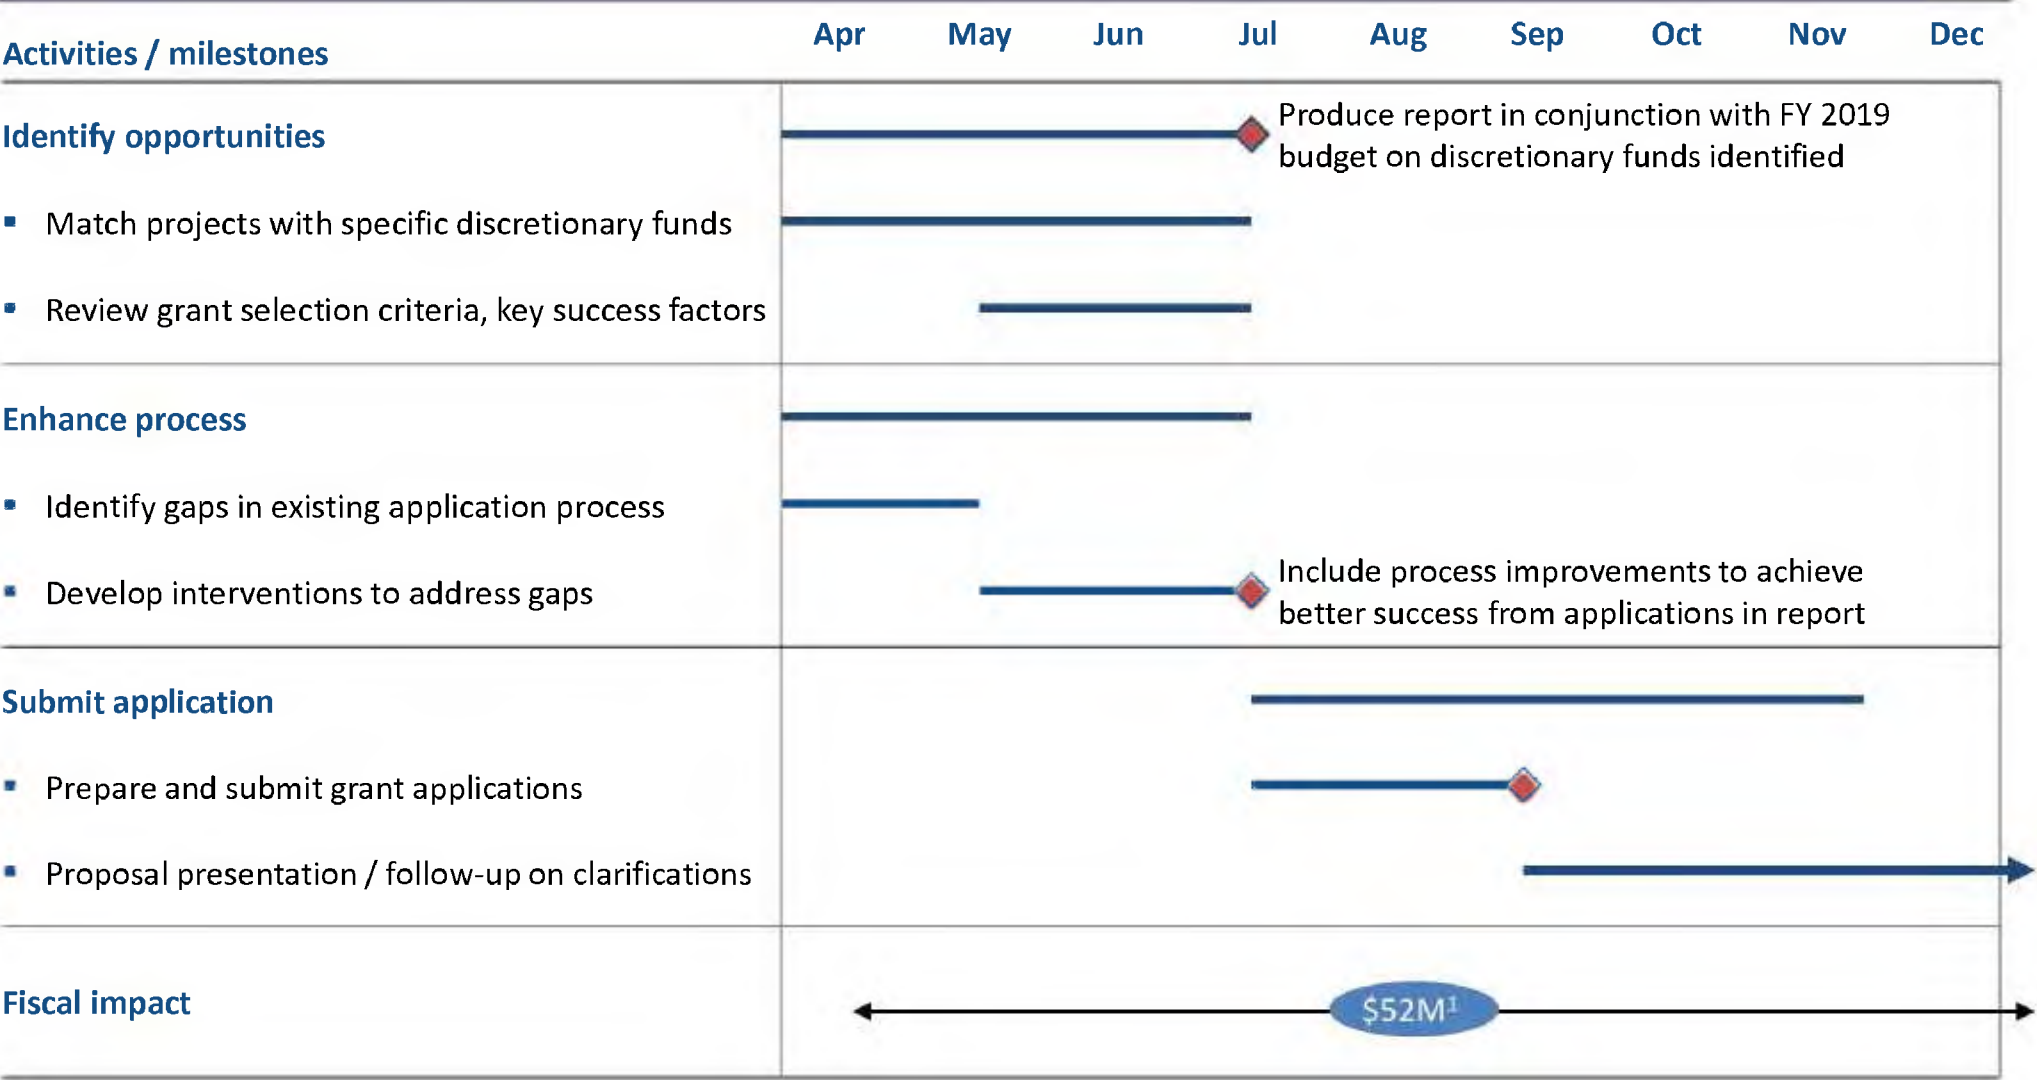 Activities / milestones
Apr May Jun Jul Aug Sep Oct Nov Dec
Identify opportunities
Produce report in conjunction with FY 2019
budget on discretionary funds identified
▪ Match projects with specific discretionary funds
▪ Review grant selection criteria, key success factors
Enhance process
▪ Identify gaps in existing application process
▪ Develop interventions to address gaps
Include process improvements to achieve
better success from applications in report
Submit application
▪ Prepare and submit grant applications
▪ Proposal presentation / follow-up on clarifications
Fiscal impact
$52M¹